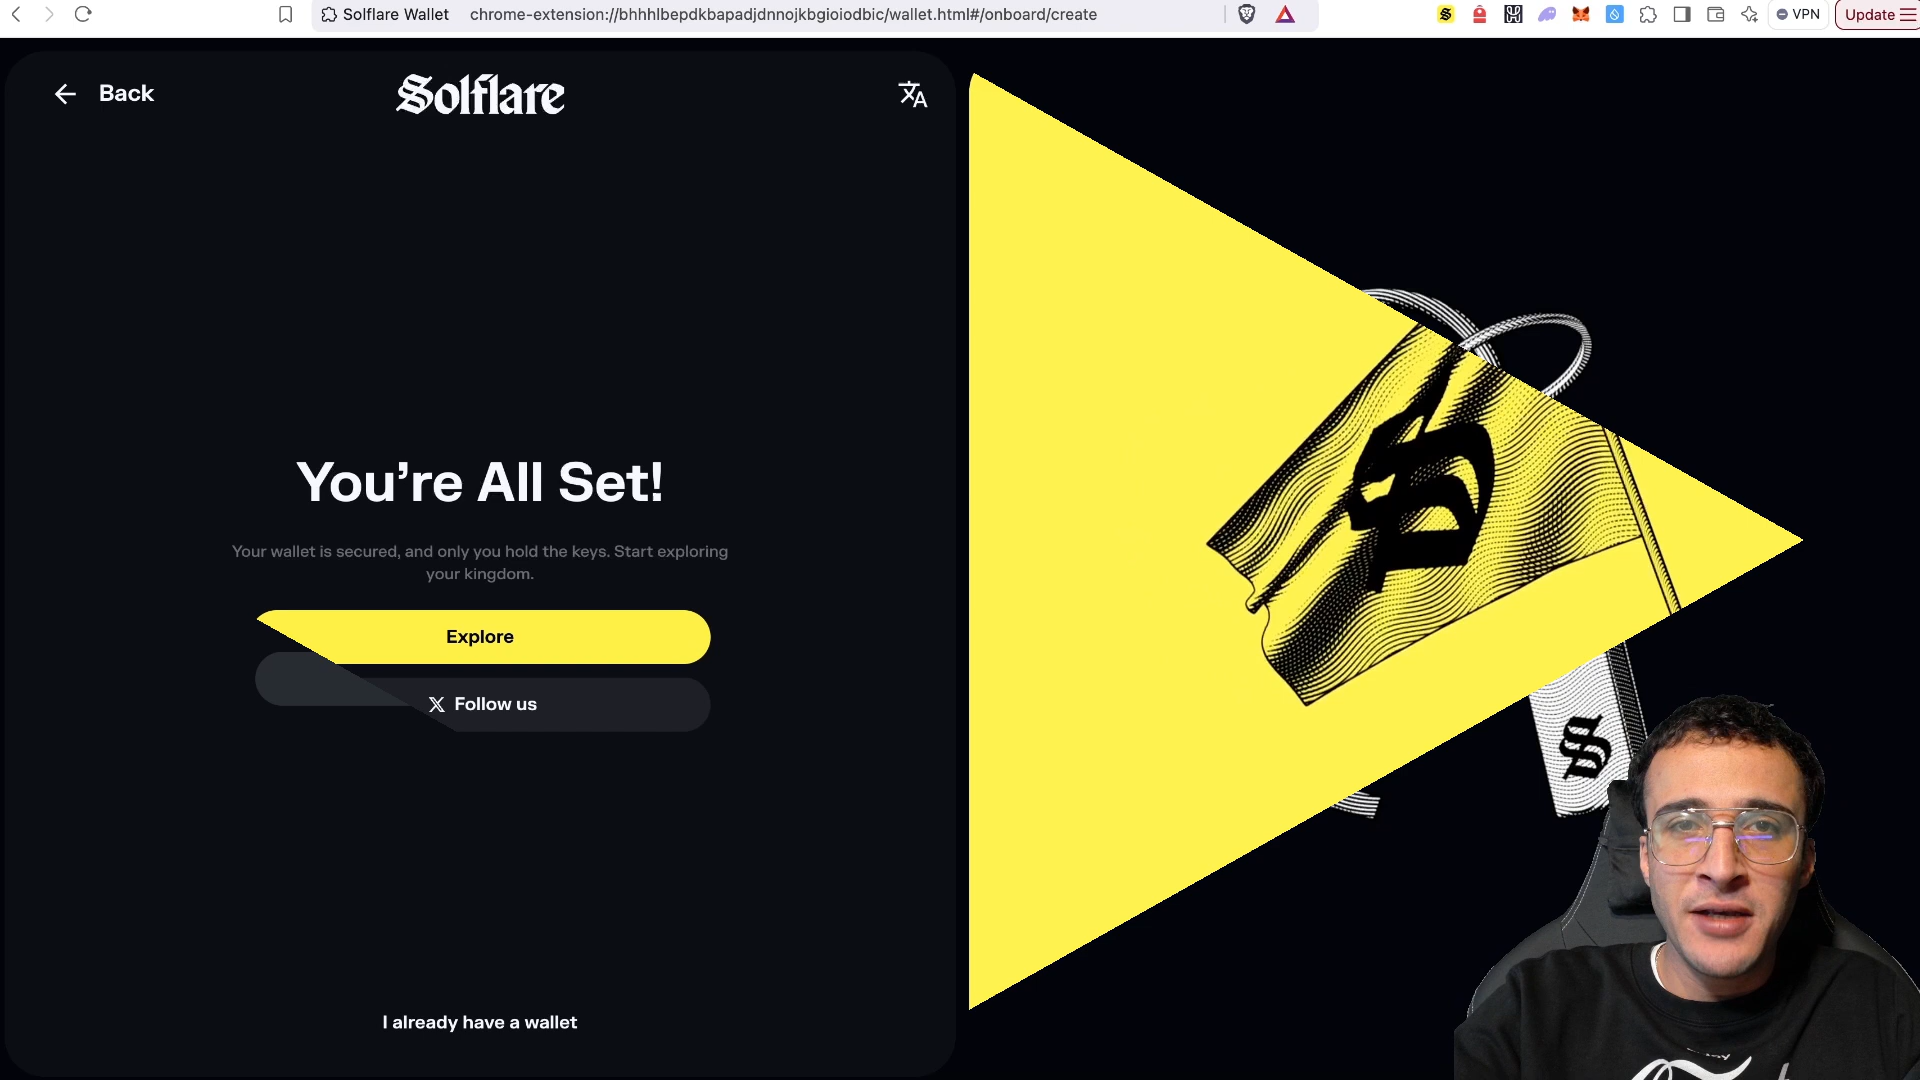 Solflare Wallet
chrome-extension://bhhhlbepdkbapadjdnnojkbgioiodbic/wallet.html#/onboard/create
VPN
Update
Back
Solflare
You're All Set!
Your wallet is secured, and only you hold the keys. Start exploring
your kingdom.
Explore
Follow us
I already have a wallet
S
S